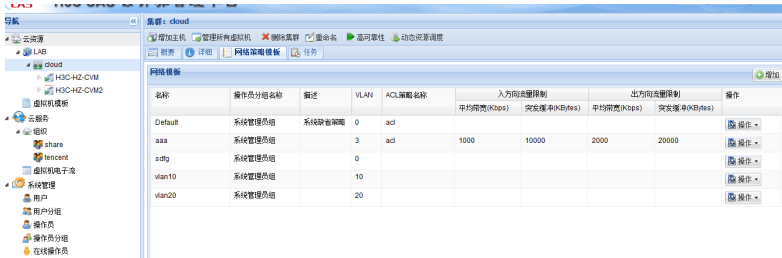 CAS
导航
云资源
LAB
cloud
H3C-HZ-CVM
H3C-HZ-CVM2
虚拟机模板
云服务
组织
share
tencent
虚拟机电子流
系统管理
用户
用户分组
操作员
操作员分组
在线操作员
集群: cloud
增加主机 管理所有虚拟机 删除集群 重命名 高可靠性 动态资源调度
概要 详细 网络策略模板 任务
网络模板
增加
名称 操作员分组名称 描述 VLAN ACL策略名称 入方向流量限制 出方向流量限制 操作
平均带宽(Kbps) 突发缓冲(KBytes) 平均带宽(Kbps) 突发缓冲(KBytes)
Default 系统管理员组 系统缺省策略 0 acl 操作
aaa 系统管理员组 3 acl 1000 10000 2000 20000 操作
sdfg 系统管理员组 0 操作
vlan10 系统管理员组 10 操作
vlan20 系统管理员组 20 操作